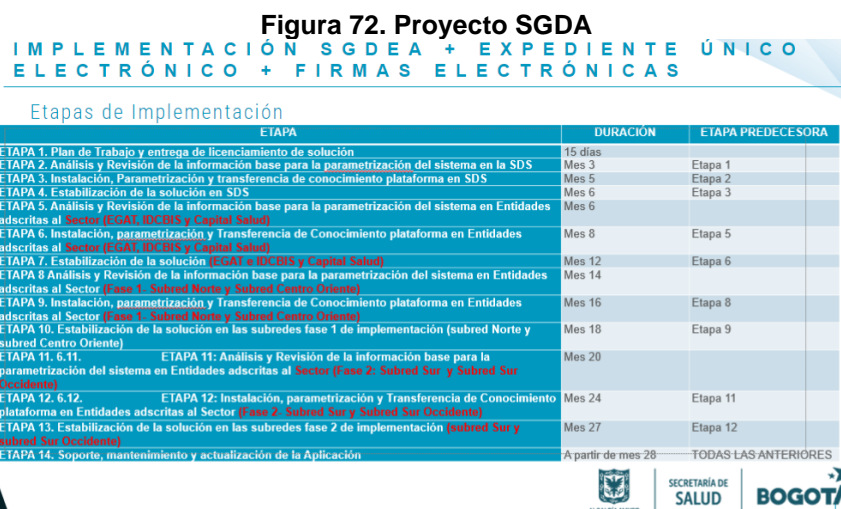 Figura 72. Proyecto SGDA
IMPLEMENTACIÓN SGDEA + EXPEDIENTE ÚNICO
ELECTRÓNICO + FIRMAS ELECTRÓNICAS
Etapas de Implementación
ETAPA DURACIÓN ETAPA PREDECESORA
ETAPA 1. Plan de Trabajo y entrega de licenciamiento de solución 15 días
ETAPA 2. Análisis y Revisión de la información base para la parametrización del sistema en la SDS Mes 3 Etapa 1
ETAPA 3. Instalación, Parametrización y transferencia de conocimiento plataforma en SDS Mes 5 Etapa 2
ETAPA 4. Estabilización de la solución en SDS Mes 6 Etapa 3
ETAPA 5. Análisis y Revisión de la información base para la parametrización del sistema en Entidades Mes 6
adscritas al Sector (EGAT, IDCBIS y Capital Salud)
ETAPA 6. Instalación, parametrización y Transferencia de Conocimiento plataforma en Entidades Mes 8 Etapa 5
adscritas al Sector (EGAT, IDCBIS y Capital Salud)
ETAPA 7. Estabilización de la solución (EGAT e IDCBIS y Capital Salud) Mes 12 Etapa 6
ETAPA 8 Análisis y Revisión de la información base para la parametrización del sistema en Entidades Mes 14
adscritas al Sector (Fase 1- Subred Norte y Subred Centro Oriente)
ETAPA 9. Instalación, parametrización y Transferencia de Conocimiento plataforma en Entidades Mes 16 Etapa 8
adscritas al Sector (Fase 1- Subred Norte y Subred Centro Oriente)
ETAPA 10. Estabilización de la solución en las subredes fase 1 de implementación (subred Norte y Mes 18 Etapa 9
subred Centro Oriente)
ETAPA 11. 6.11. ETAPA 11: Análisis y Revisión de la información base para la Mes 20
parametrización del sistema en Entidades adscritas al Sector (Fase 2: Subred Sur y Subred Sur
Occidente)
ETAPA 12. 6.12. ETAPA 12: Instalación, parametrización y Transferencia de Conocimiento Mes 24 Etapa 11
plataforma en Entidades adscritas al Sector (Fase 2- Subred Sur y Subred Sur Occidente)
ETAPA 13. Estabilización de la solución en las subredes fase 2 de implementación (subred Sur y Mes 27 Etapa 12
subred Sur Occidente)
ETAPA 14. Soporte, mantenimiento y actualización de la Aplicación A partir de mes 28 TODAS LAS ANTERIORES
SECRETARÍA DE
SALUD
BOGOTÁ